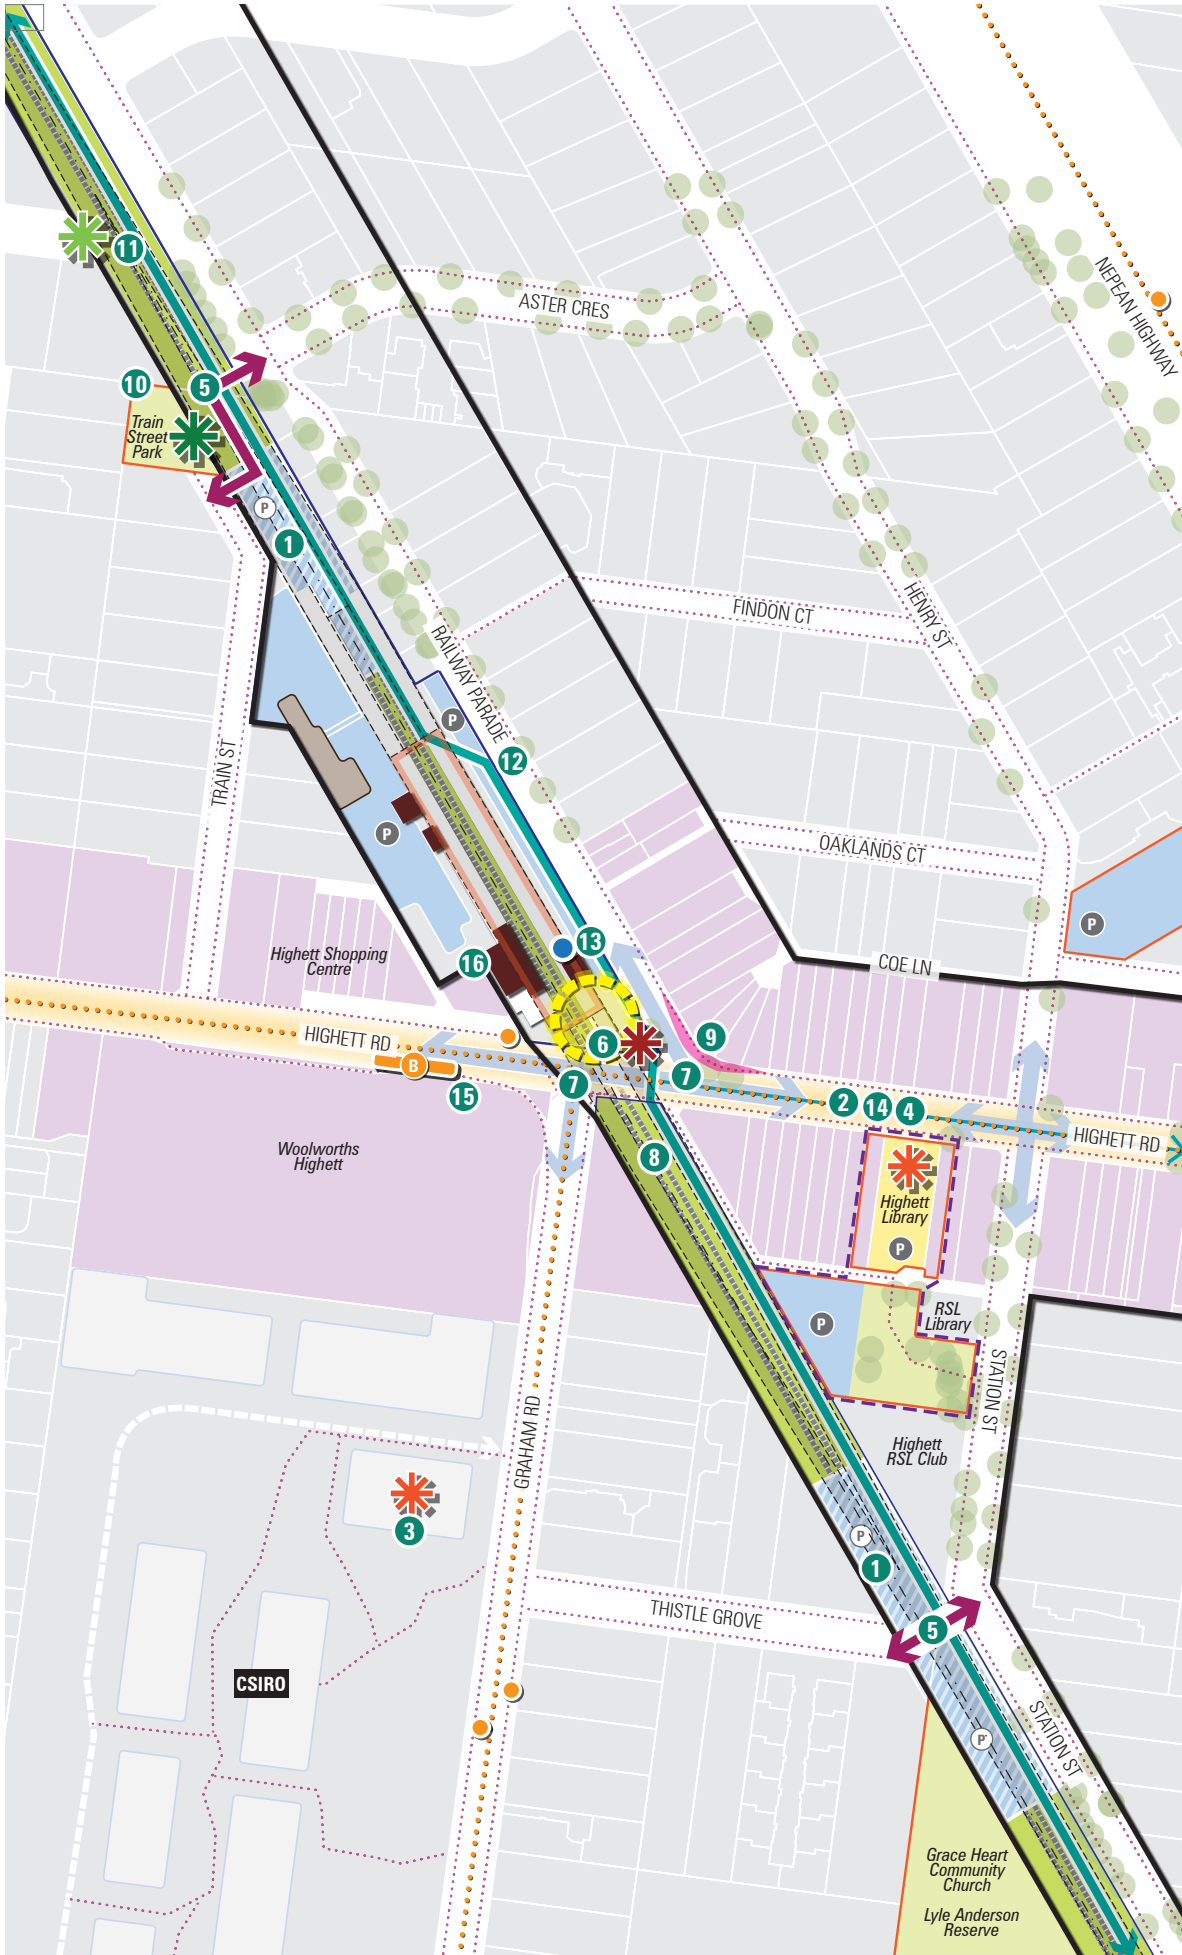 11
ASTER CRES
NEPEAN HIGHWAY
10
5
Train
Street
Park
P
1
FINDON CT
HENRY ST
RAILWAY PARADE
P
12
TRAIN ST
P
OAKLANDS CT
P
13
Highett Shopping
Centre
16
COE LN
HIGHETT RD
6
9
B
15
7
7
2
14
4
HIGHETT RD
Woolworths
Highett
8
Highett
Library
P
RSL
Library
P
STATION ST
GRAHAM RD
Highett
RSL Club
3
P
1
THISTLE GROVE
5
CSIRO
STATION ST
P
Grace Heart
Community
Church
Lyle Anderson
Reserve